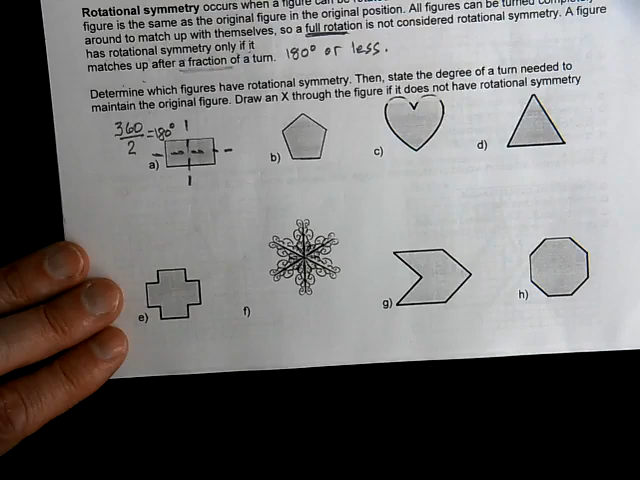 Rotational symmetry occurs when a figure can be
figure is the same as the original figure in the original position. All figures can be turned
around to match up with themselves, so a full rotation is not considered rotational symmetry. A figure
has rotational symmetry only if it
matches up after a fraction of a turn. 180° or less.
Determine which figures have rotational symmetry. Then, state the degree of a turn needed to
maintain the original figure. Draw an X through the figure if it does not have rotational symmetry
360/2 = 180°
a)
b)
c)
d)
e)
f)
g)
h)